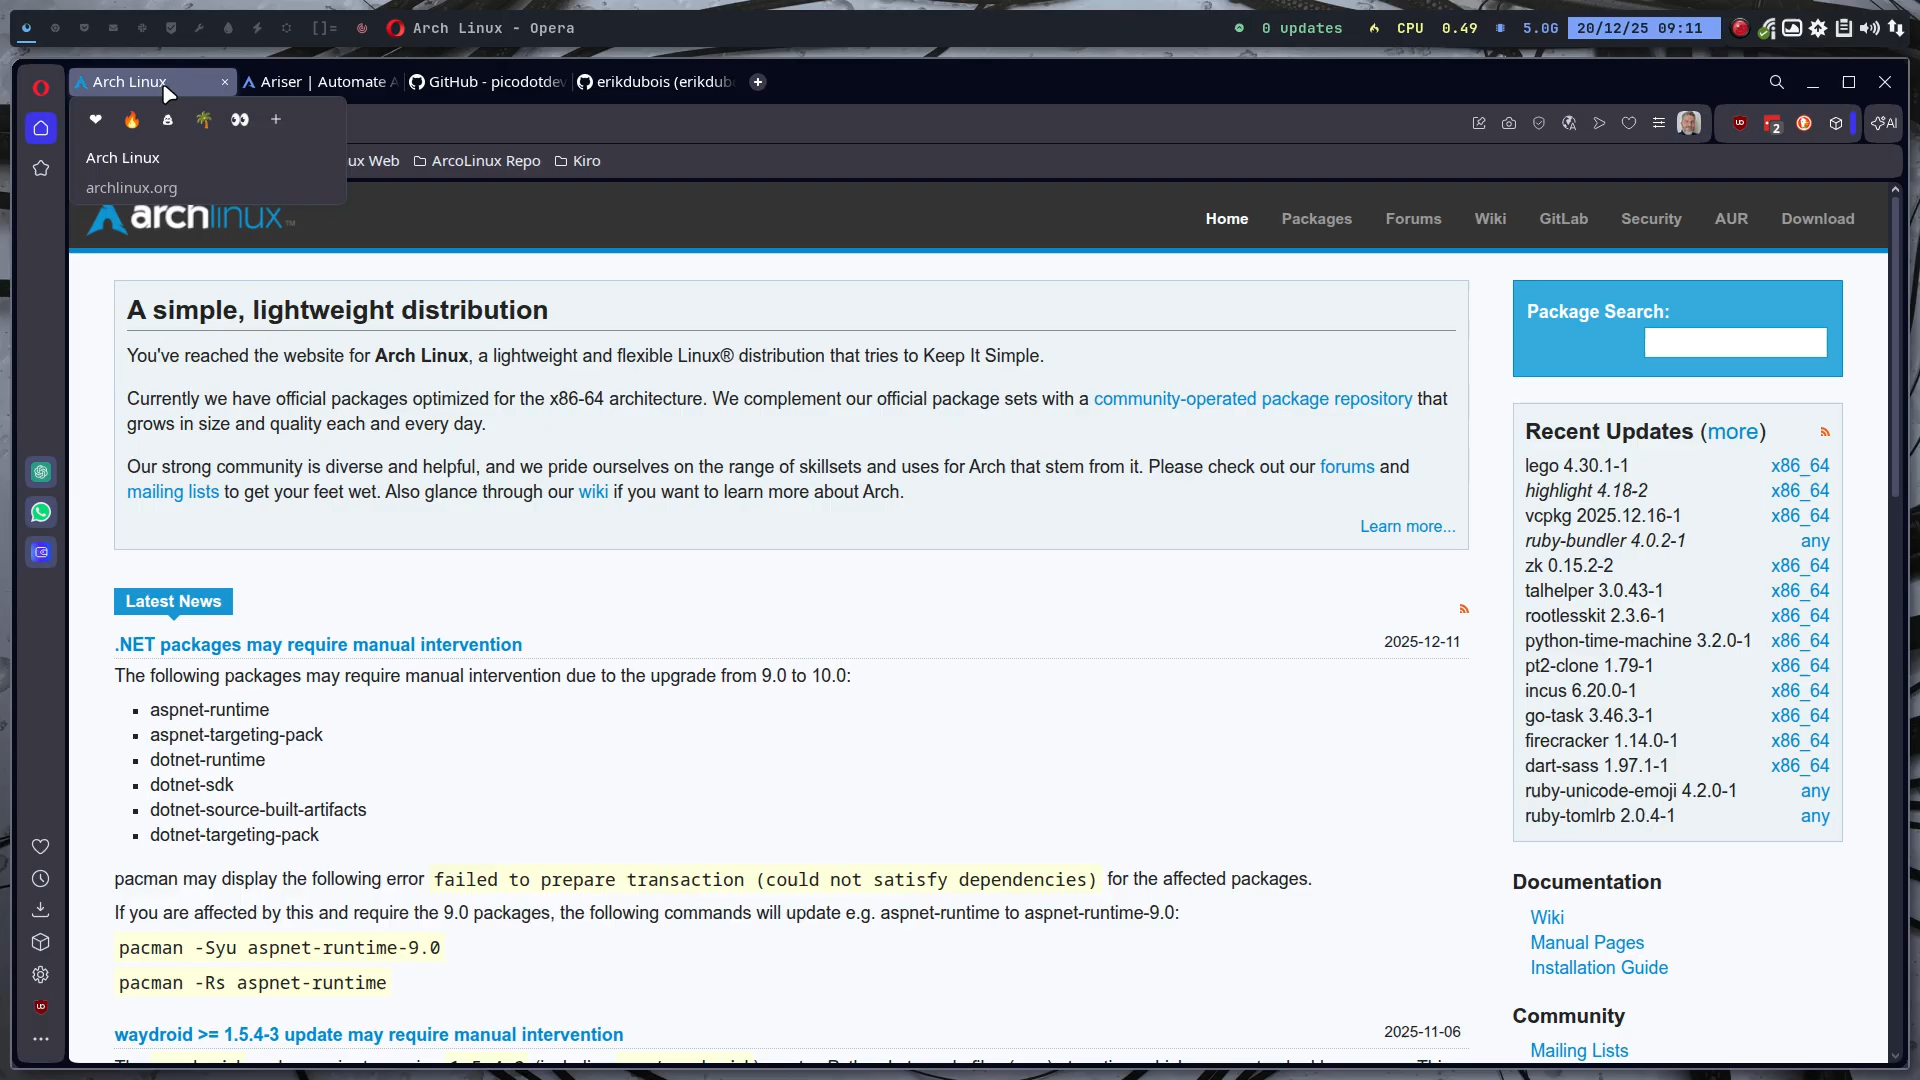 []= Arch Linux - Opera 0 updates CPU 0.49 5.0G 20/12/25 09:11
Arch Linux × Ariser | Automate A GitHub - picodotdev erikdubois (erikdub
2 AI
Arch Linux
archlinux.org
ux Web ArcoLinux Repo Kiro
archlinux™
Home Packages Forums Wiki GitLab Security AUR Download
A simple, lightweight distribution
You've reached the website for Arch Linux, a lightweight and flexible Linux® distribution that tries to Keep It Simple.
Currently we have official packages optimized for the x86-64 architecture. We complement our official package sets with a community-operated package repository that
grows in size and quality each and every day.
Our strong community is diverse and helpful, and we pride ourselves on the range of skillsets and uses for Arch that stem from it. Please check out our forums and
mailing lists to get your feet wet. Also glance through our wiki if you want to learn more about Arch.
Learn more...
Latest News
.NET packages may require manual intervention 2025-12-11
The following packages may require manual intervention due to the upgrade from 9.0 to 10.0:
aspnet-runtime
aspnet-targeting-pack
dotnet-runtime
dotnet-sdk
dotnet-source-built-artifacts
dotnet-targeting-pack
pacman may display the following error failed to prepare transaction (could not satisfy dependencies) for the affected packages.
If you are affected by this and require the 9.0 packages, the following commands will update e.g. aspnet-runtime to aspnet-runtime-9.0:
pacman -Syu aspnet-runtime-9.0
pacman -Rs aspnet-runtime
waydroid >= 1.5.4-3 update may require manual intervention 2025-11-06
Package Search:
Recent Updates (more)
lego 4.30.1-1 x86_64
highlight 4.18-2 x86_64
vcpkg 2025.12.16-1 x86_64
ruby-bundler 4.0.2-1 any
zk 0.15.2-2 x86_64
talhelper 3.0.43-1 x86_64
rootlesskit 2.3.6-1 x86_64
python-time-machine 3.2.0-1 x86_64
pt2-clone 1.79-1 x86_64
incus 6.20.0-1 x86_64
go-task 3.46.3-1 x86_64
firecracker 1.14.0-1 x86_64
dart-sass 1.97.1-1 x86_64
ruby-unicode-emoji 4.2.0-1 any
ruby-tomlrb 2.0.4-1 any
Documentation
Wiki
Manual Pages
Installation Guide
Community
Mailing Lists